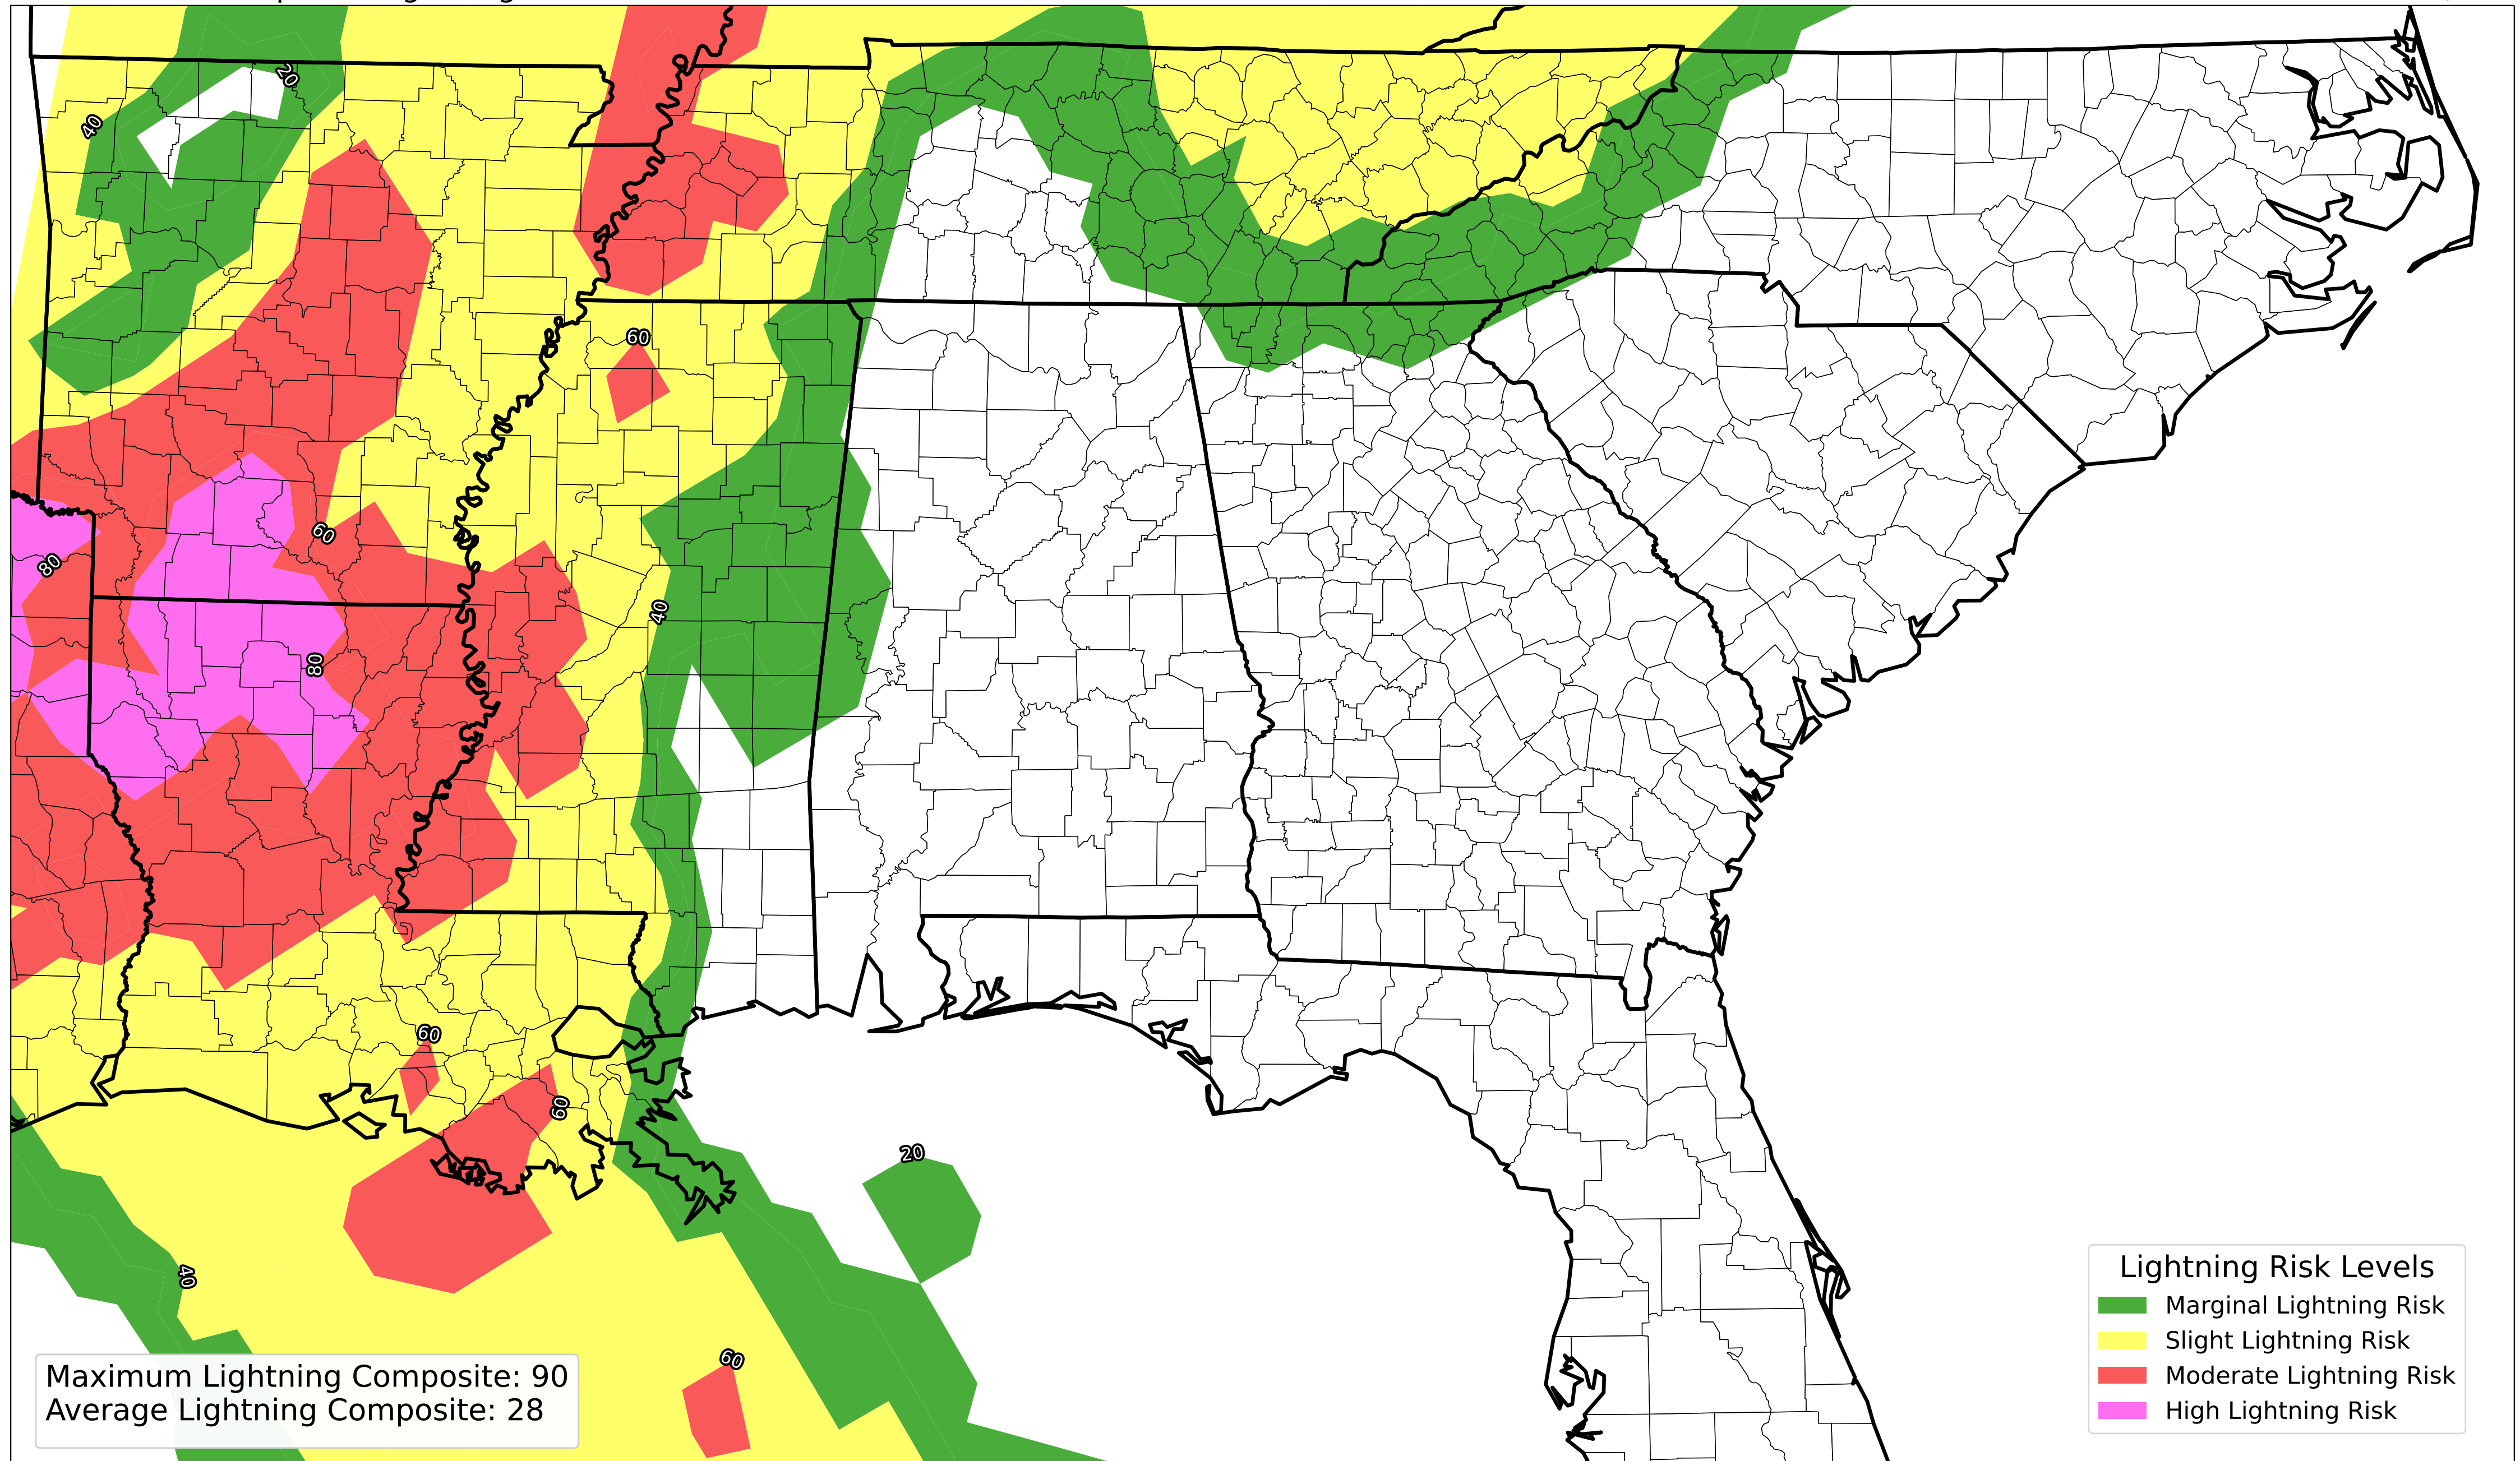 20
40
60
60
80
40
80
60
60
20
40
60
Maximum Lightning Composite: 90
Average Lightning Composite: 28
Lightning Risk Levels
Marginal Lightning Risk
Slight Lightning Risk
Moderate Lightning Risk
High Lightning Risk